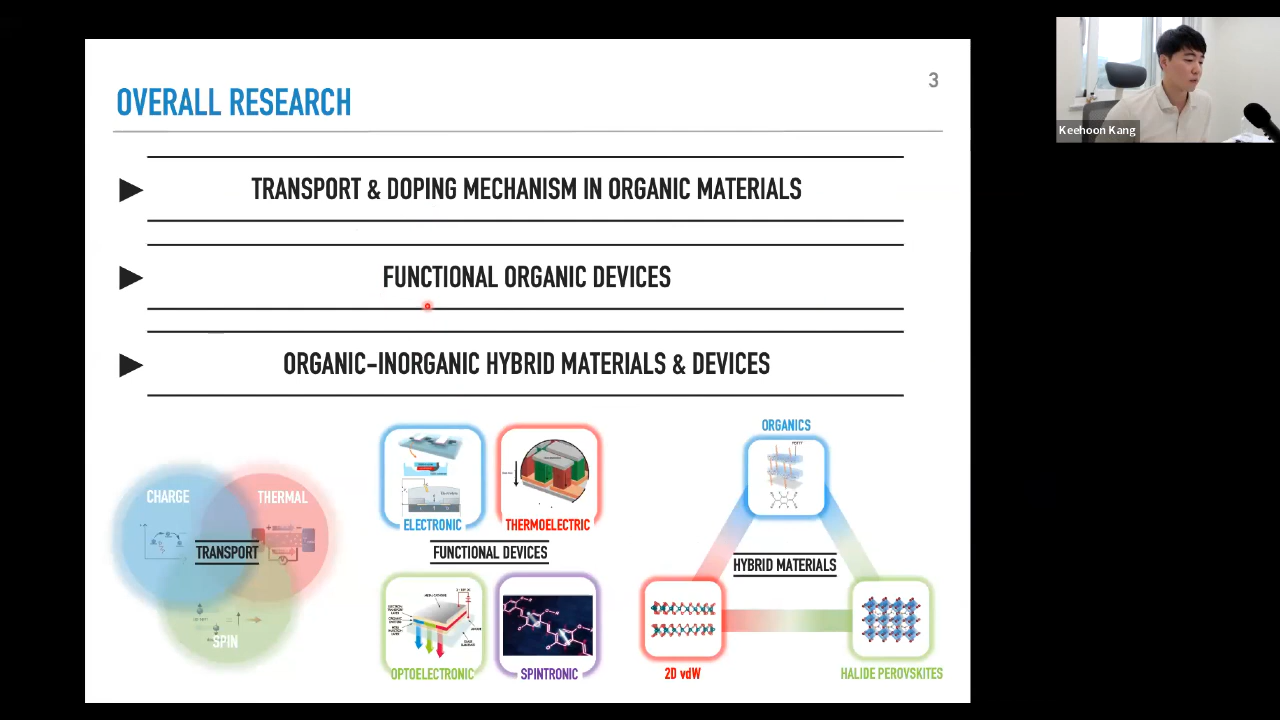 3
OVERALL RESEARCH
Keehoon Kang
TRANSPORT & DOPING MECHANISM IN ORGANIC MATERIALS
FUNCTIONAL ORGANIC DEVICES
ORGANIC-INORGANIC HYBRID MATERIALS & DEVICES
CHARGE
THERMAL
TRANSPORT
SPIN
ELECTRONIC
THERMOELECTRIC
FUNCTIONAL DEVICES
OPTOELECTRONIC
SPINTRONIC
ORGANICS
HYBRID MATERIALS
2D vdW
HALIDE PEROVSKITES